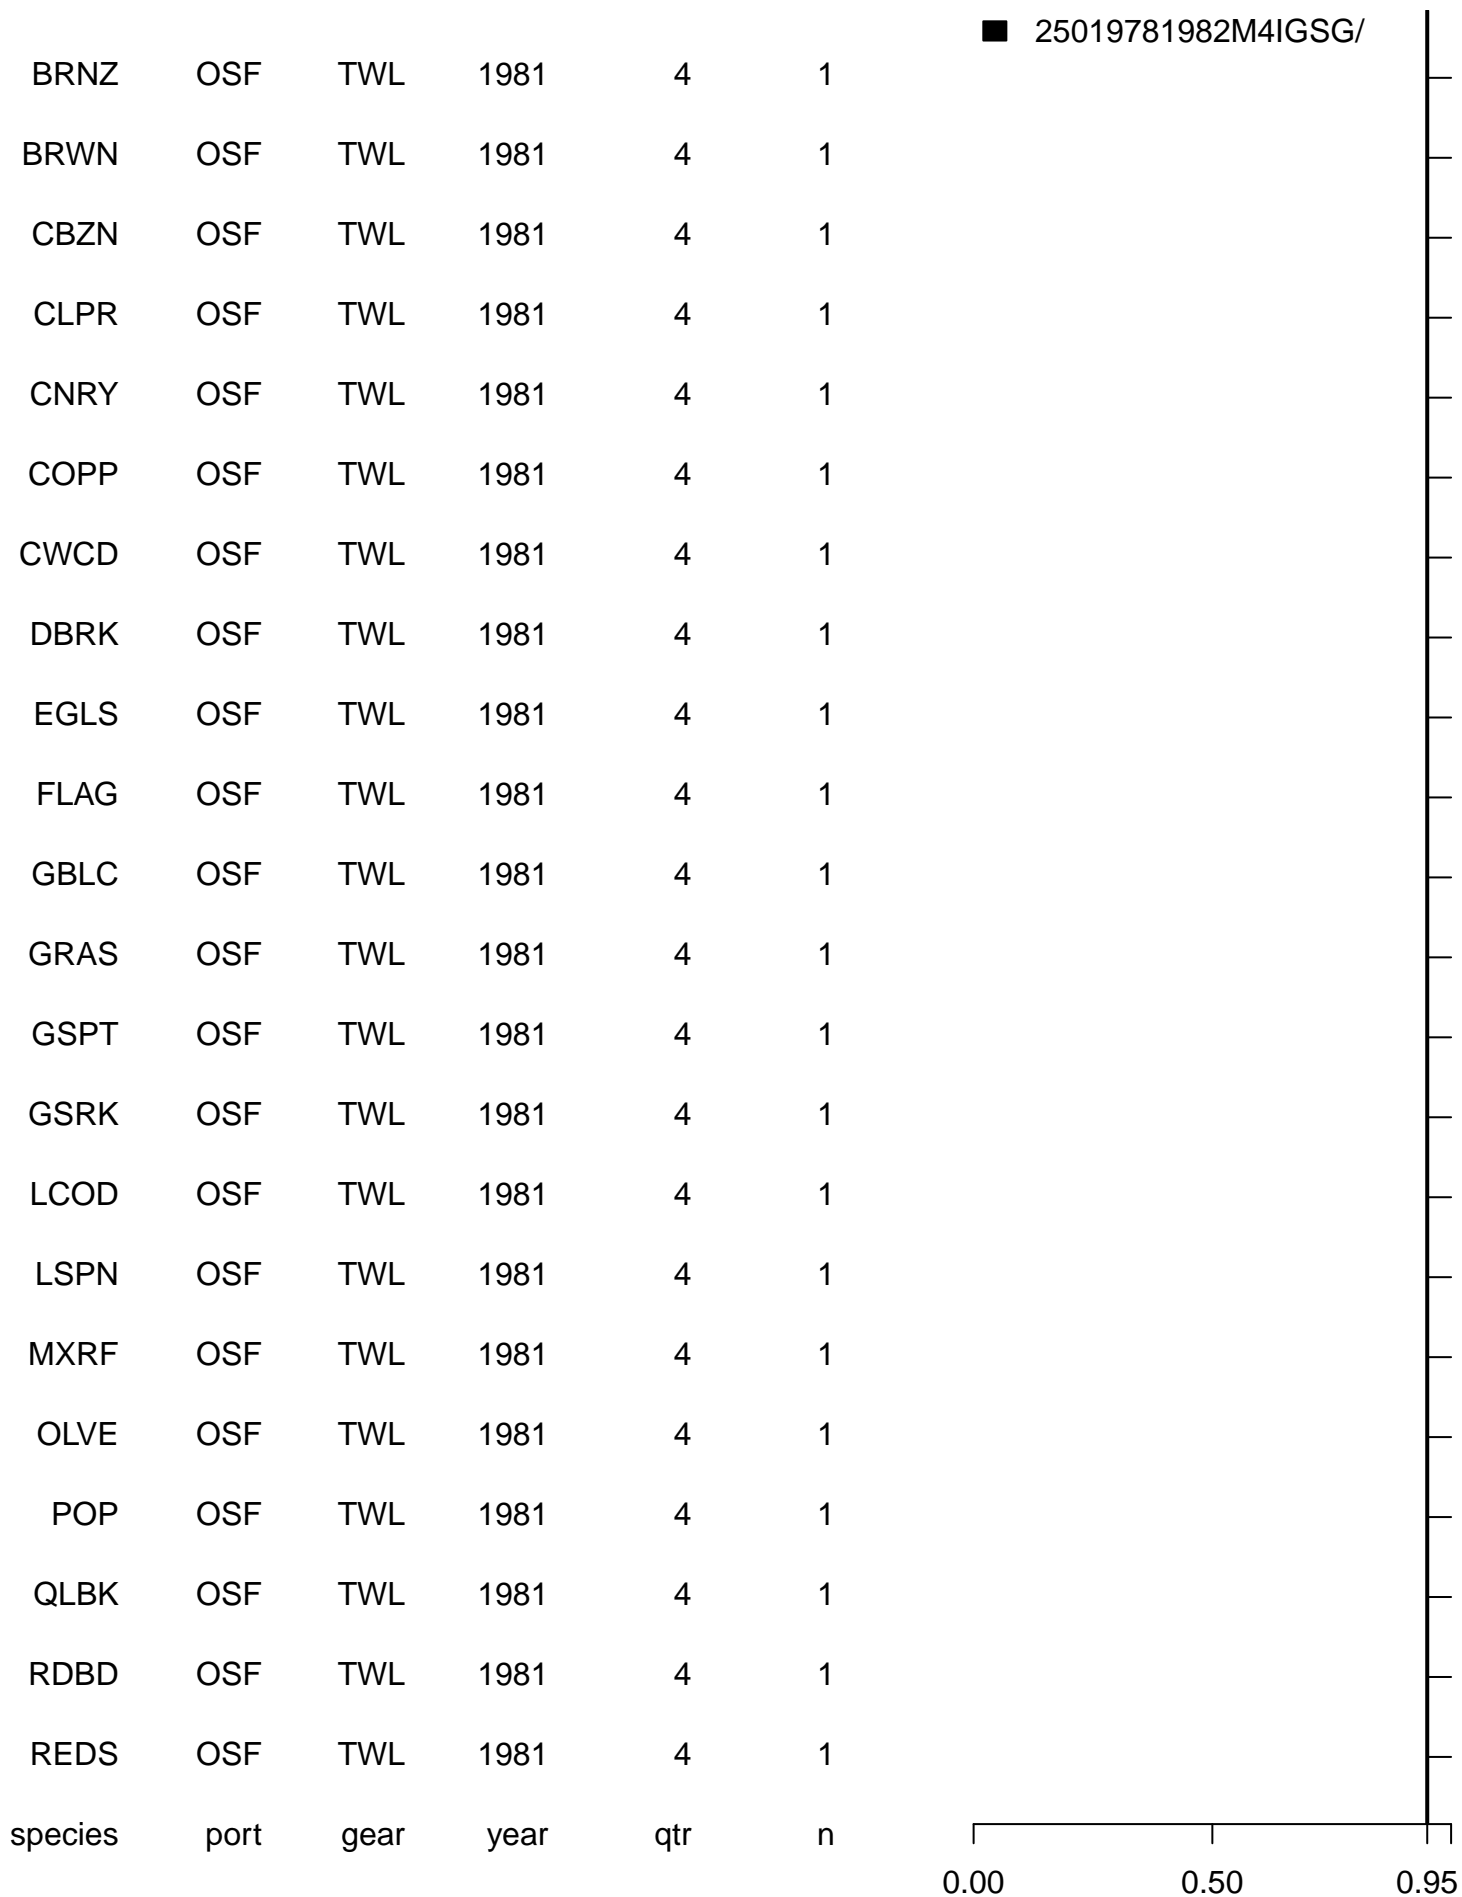 25019781982M4IGSG/
BRNZ OSF TWL 1981 4 1
BRWN OSF TWL 1981 4 1
CBZN OSF TWL 1981 4 1
CLPR OSF TWL 1981 4 1
CNRY OSF TWL 1981 4 1
COPP OSF TWL 1981 4 1
CWCD OSF TWL 1981 4 1
DBRK OSF TWL 1981 4 1
EGLS OSF TWL 1981 4 1
FLAG OSF TWL 1981 4 1
GBLC OSF TWL 1981 4 1
GRAS OSF TWL 1981 4 1
GSPT OSF TWL 1981 4 1
GSRK OSF TWL 1981 4 1
LCOD OSF TWL 1981 4 1
LSPN OSF TWL 1981 4 1
MXRF OSF TWL 1981 4 1
OLVE OSF TWL 1981 4 1
POP OSF TWL 1981 4 1
QLBK OSF TWL 1981 4 1
RDBD OSF TWL 1981 4 1
REDS OSF TWL 1981 4 1
species port gear year qtr n
0.00 0.50 0.95